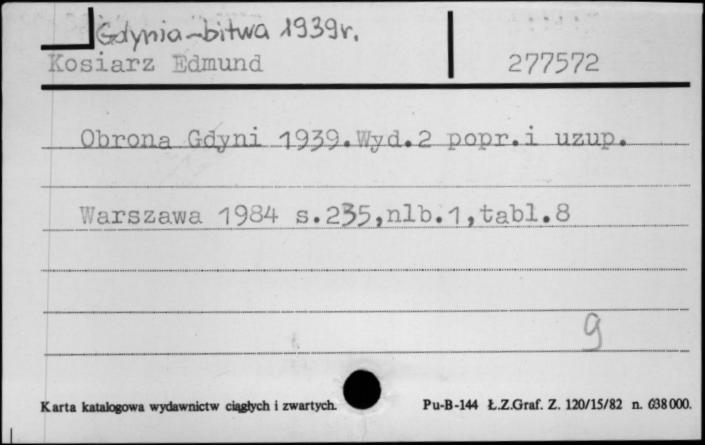 Gdynia-bitwa 1939r.
Kosiarz Edmund 277572
Obrona Gdyni 1939.Wyd.2 popr.i uzup.
Warszawa 1984 s.235,nlb.1,tabl.8
g
Karta katalogowa wydawnictw ciągłych i zwartych. Pu-B-144 Ł.Z.Graf. Z. 120/15/82 n. 638000.